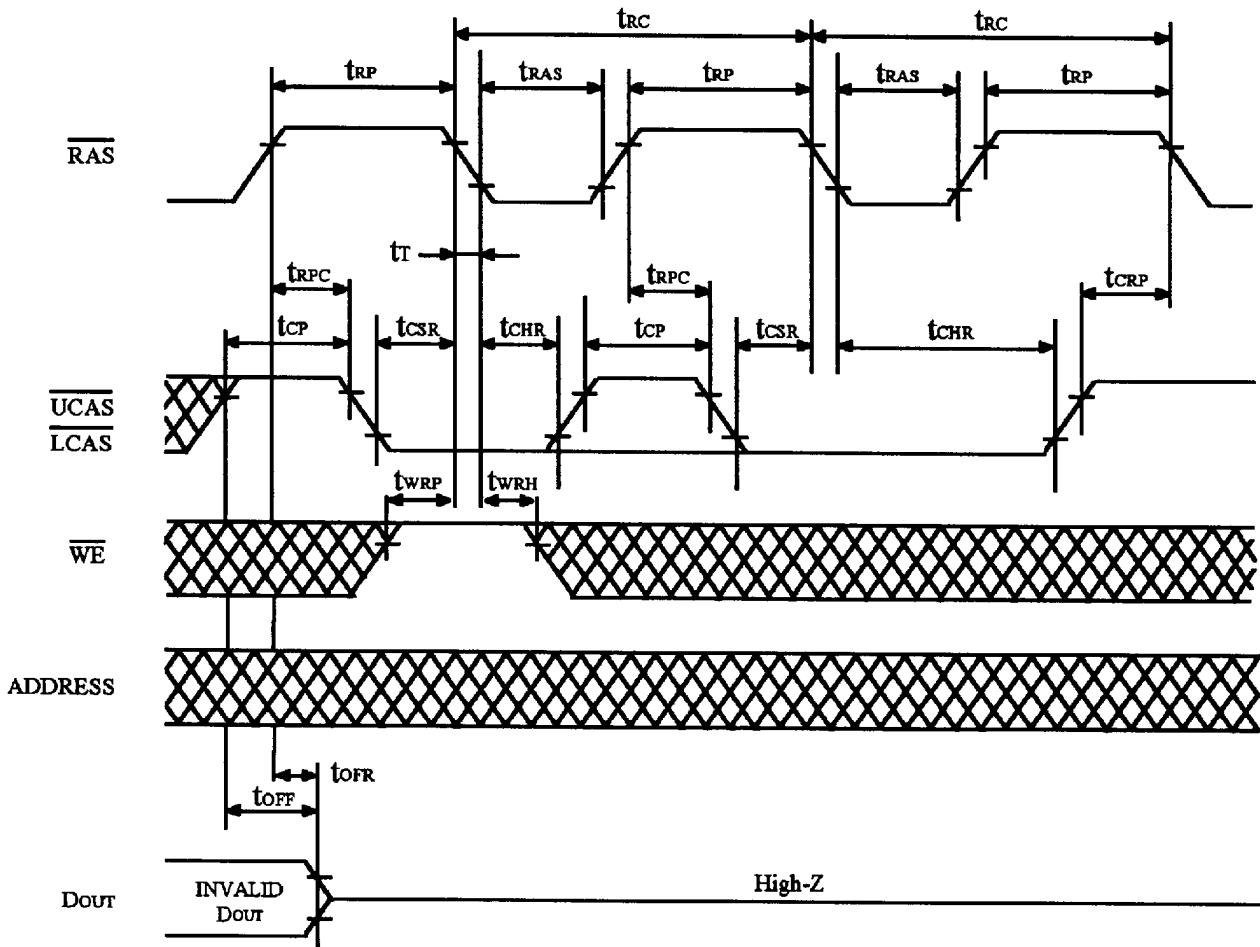 tRC tRC
tRP tRAS tRP tRAS tRP
RAS
tT
tRPC tRPC tCRP
tCP tCSR tCHR tCP tCSR tCHR
UCAS
LCAS
tWRP tWRH
WE
ADDRESS
tOFR
tOFF
INVALID High-Z
DOUT DOUT